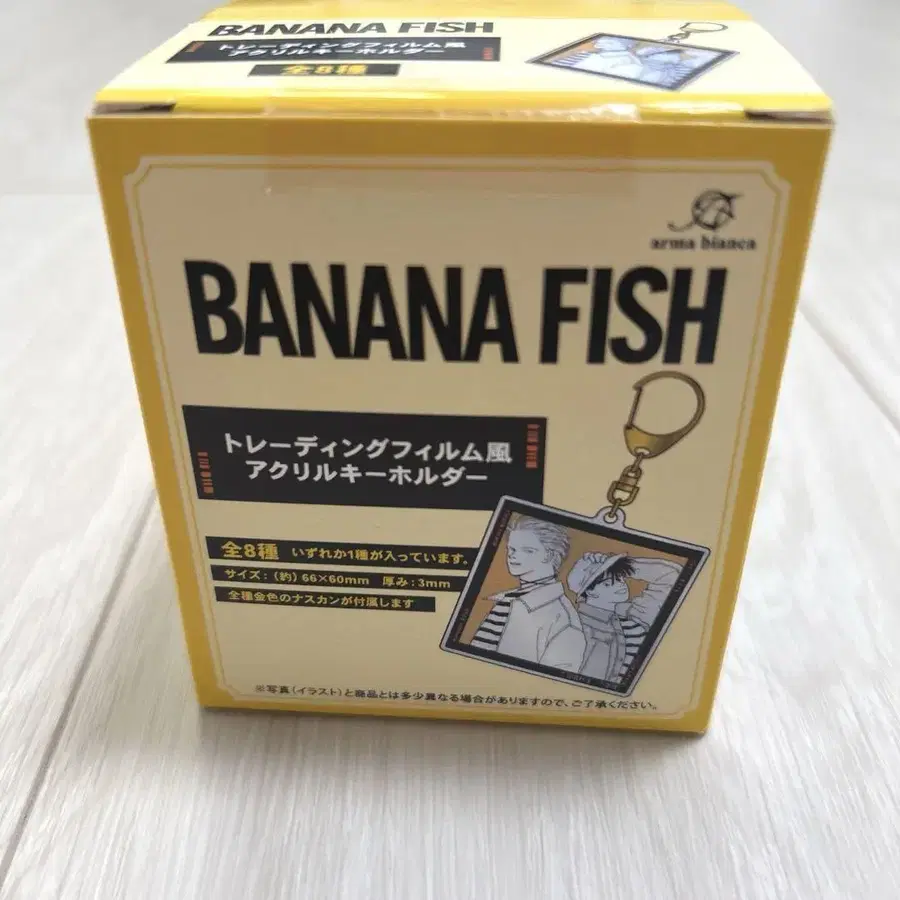 BANANA FISH
トレーディングフィルム風
アクリルキーホルダー
全8種
arma bianca
BANANA FISH
トレーディングフィルム風
アクリルキーホルダー
全8種 いずれか1種が入っています。
サイズ:(約)66×60mm 厚み:3mm
全種金色のナスカンが付属します
※写真(イラスト)と商品とは多少異なる場合がありますので、ご了承ください。